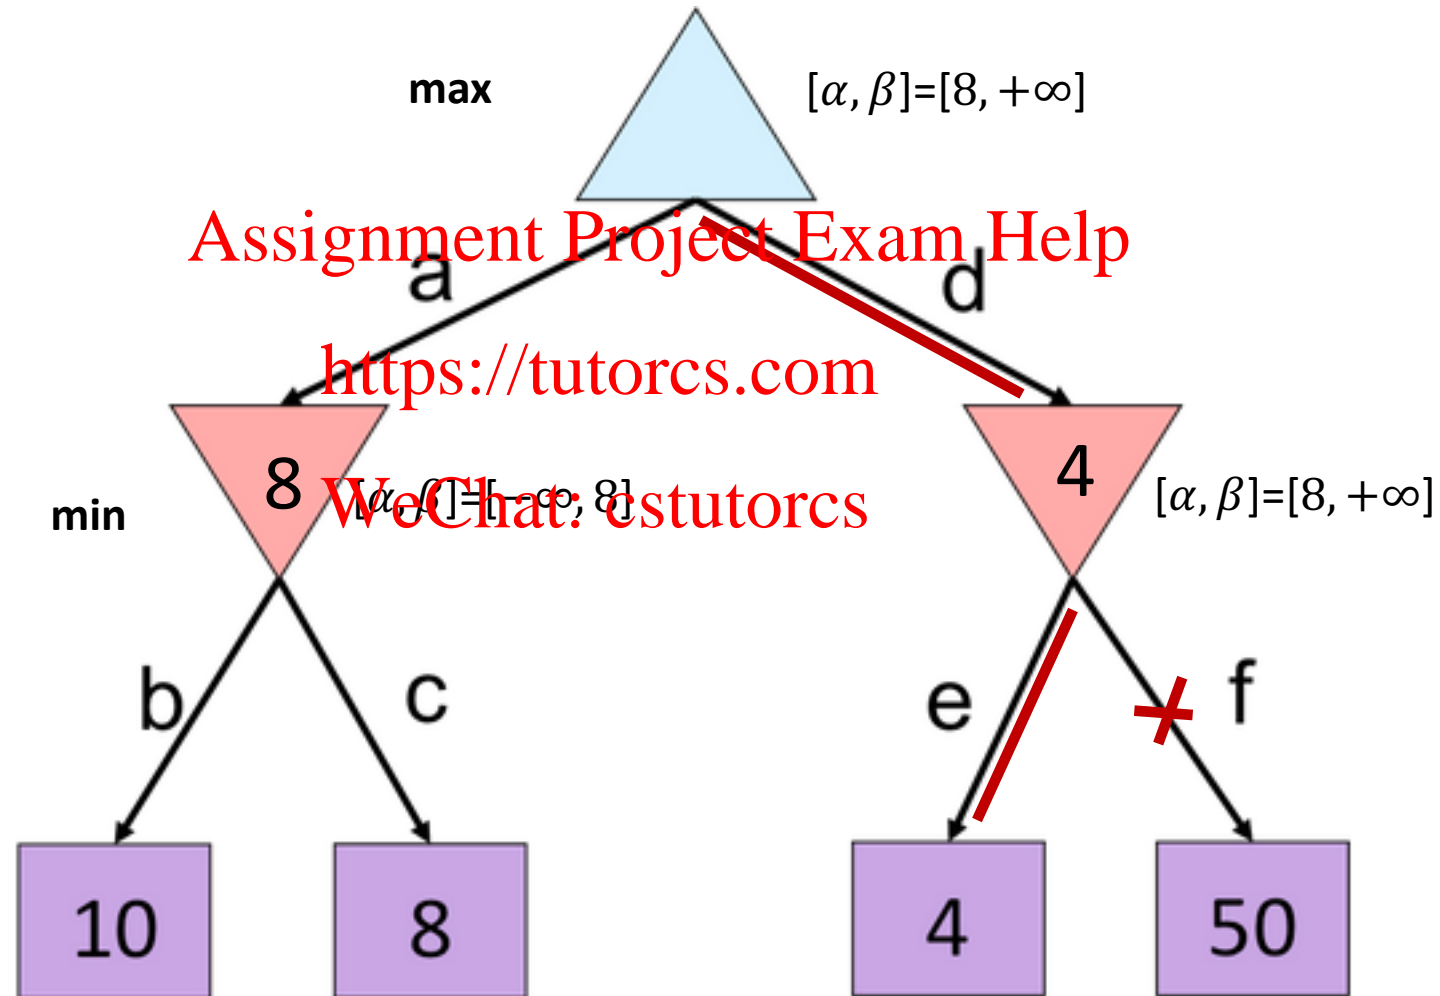 max [α, β]=[8, +∞]
Assignment Project Exam Help
a d
https://tutorcs.com
8 [α, β]=[−∞, 8] 4 [α, β]=[8, +∞]
WeChat: cstutorcs
min
b c e f
10 8 4 50